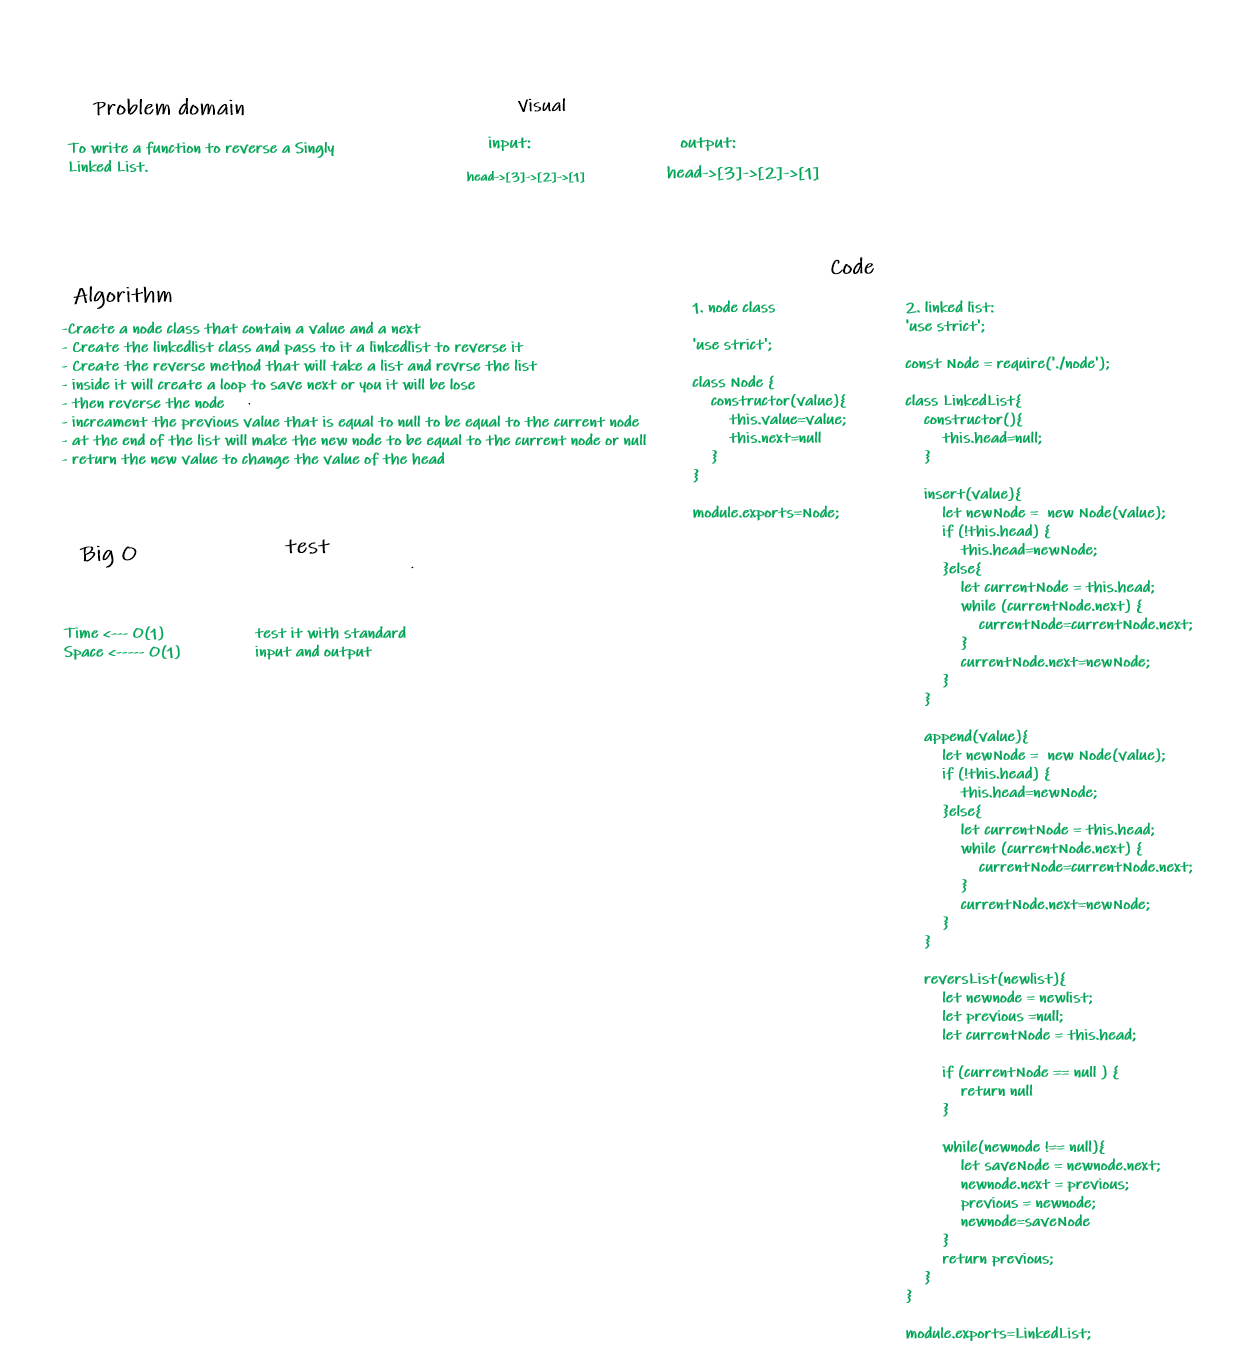 Problem domain
To write a function to reverse a Singly
Linked List.
Visual
input:
head->[3]->[2]->[1]
output:
head->[3]->[2]->[1]
Algorithm
-Craete a node class that contain a value and a next
- Create the linkedlist class and pass to it a linkedlist to reverse it
- Create the reverse method that will take a list and revrse the list
- inside it will create a loop to save next or you it will be lose
- then reverse the node
- increament the previous value that is equal to null to be equal to the current node
- at the end of the list will make the new node to be equal to the current node or null
- return the new value to change the value of the head
Big O
Time <--- O(1)
Space <----- O(1)
test
test it with standard
input and output
Code
1. node class
'use strict';
class Node {
constructor(value){
this.value=value;
this.next=null
}
}
module.exports=Node;
2. linked list:
'use strict';
const Node = require('./node');
class LinkedList{
constructor(){
this.head=null;
}
insert(value){
let newNode =  new Node(value);
if (!this.head) {
this.head=newNode;
}else{
let currentNode = this.head;
while (currentNode.next) {
currentNode=currentNode.next;
}
currentNode.next=newNode;
}
}
append(value){
let newNode =  new Node(value);
if (!this.head) {
this.head=newNode;
}else{
let currentNode = this.head;
while (currentNode.next) {
currentNode=currentNode.next;
}
currentNode.next=newNode;
}
}
reversList(newlist){
let newnode = newlist;
let previous =null;
let currentNode = this.head;
if (currentNode == null ) {
return null
}
while(newnode !== null){
let saveNode = newnode.next;
newnode.next = previous;
previous = newnode;
newnode=saveNode
}
return previous;
}
}
module.exports=LinkedList;